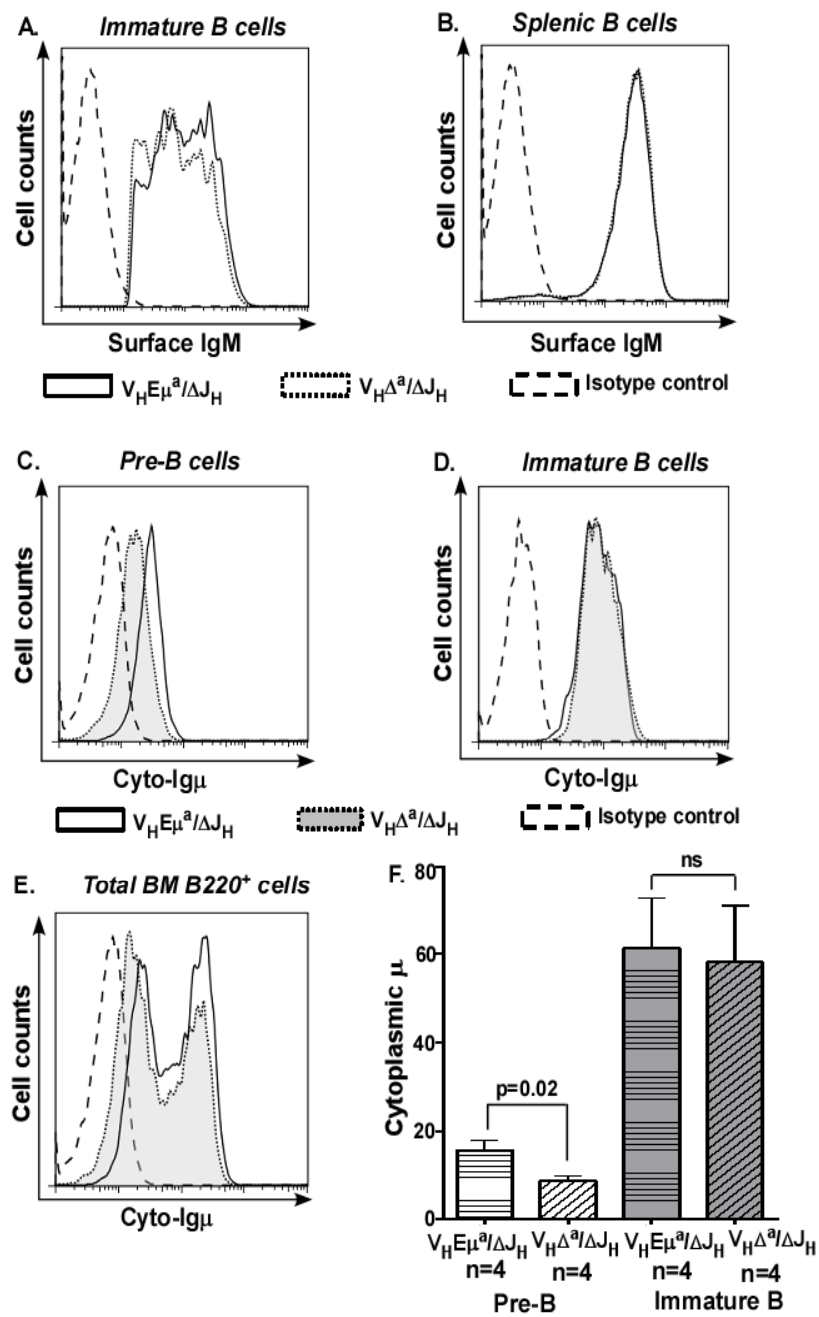 A. Immature B cells
Cell counts
Surface IgM
B. Splenic B cells
Cell counts
Surface IgM
VHEμa/ΔJH VHΔa/ΔJH Isotype control
C. Pre-B cells
Cell counts
Cyto-Igμ
D. Immature B cells
Cell counts
Cyto-Igμ
VHEμa/ΔJH VHΔa/ΔJH Isotype control
E. Total BM B220+ cells
Cell counts
Cyto-Igμ
F.
Cytoplasmic μ
80
60
40
20
0
p=0.02
ns
VHEμa/ΔJH VHΔa/ΔJH VHEμa/ΔJH VHΔa/ΔJH
n=4 n=4 n=4 n=4
Pre-B Immature B